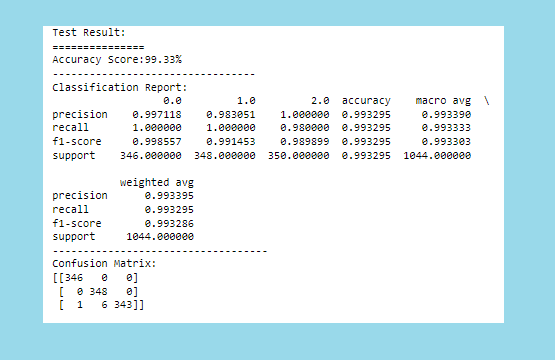 Test Result:
===============
Accuracy Score:99.33%
---------------------------------
Classification Report:
0.0 1.0 2.0 accuracy macro avg \
precision 0.997118 0.983051 1.000000 0.993295 0.993390
recall 1.000000 1.000000 0.980000 0.993295 0.993333
f1-score 0.998557 0.991453 0.989899 0.993295 0.993303
support 346.000000 348.000000 350.000000 0.993295 1044.000000
weighted avg
precision 0.993395
recall 0.993295
f1-score 0.993286
support 1044.000000
-----------------------------------
Confusion Matrix:
[[346 0 0]
[ 0 348 0]
[ 1 6 343]]